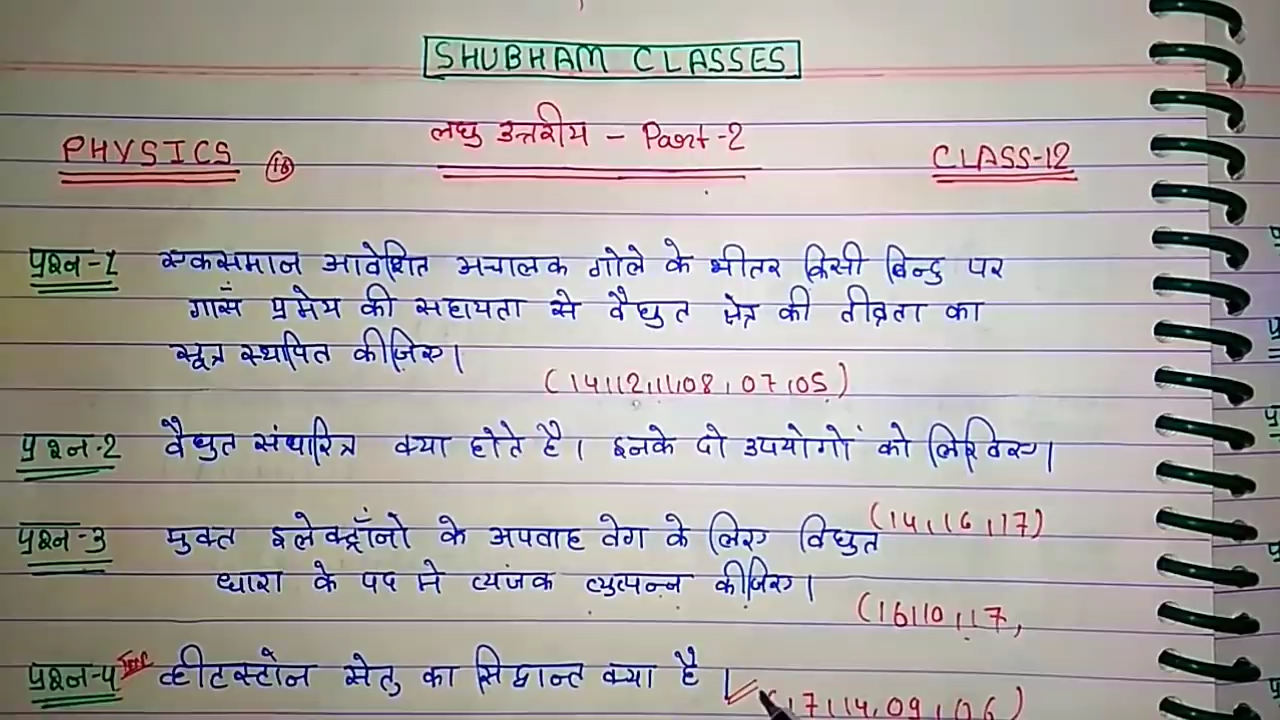 SHUBHAM CLASSES
लघु उत्तरीय - Part-2
PHYSICS
CLASS-12
प्रश्न-1 एकसमान आवेशित अचालक गोले के भीतर किसी बिन्दु पर
गॉस प्रमेय की सहायता से वैद्युत क्षेत्र की तीव्रता का
सूत्र स्थापित कीजिए।
(14,12,11,08,07,05)
प्रश्न-2 वैद्युत संधारित्र क्या होते है। इनके दो उपयोगों को लिखिए।
(14,16,17)
प्रश्न-3 मुक्त इलेक्ट्रॉनो के अपवाह वेग के लिए विद्युत
धारा के पद मे व्यंजक व्युत्पन्न कीजिए।
(16,10,17,
प्रश्न-4 Imp व्हीटस्टोन सेतु का सिद्धान्त क्या है।
(17,14,09,06)